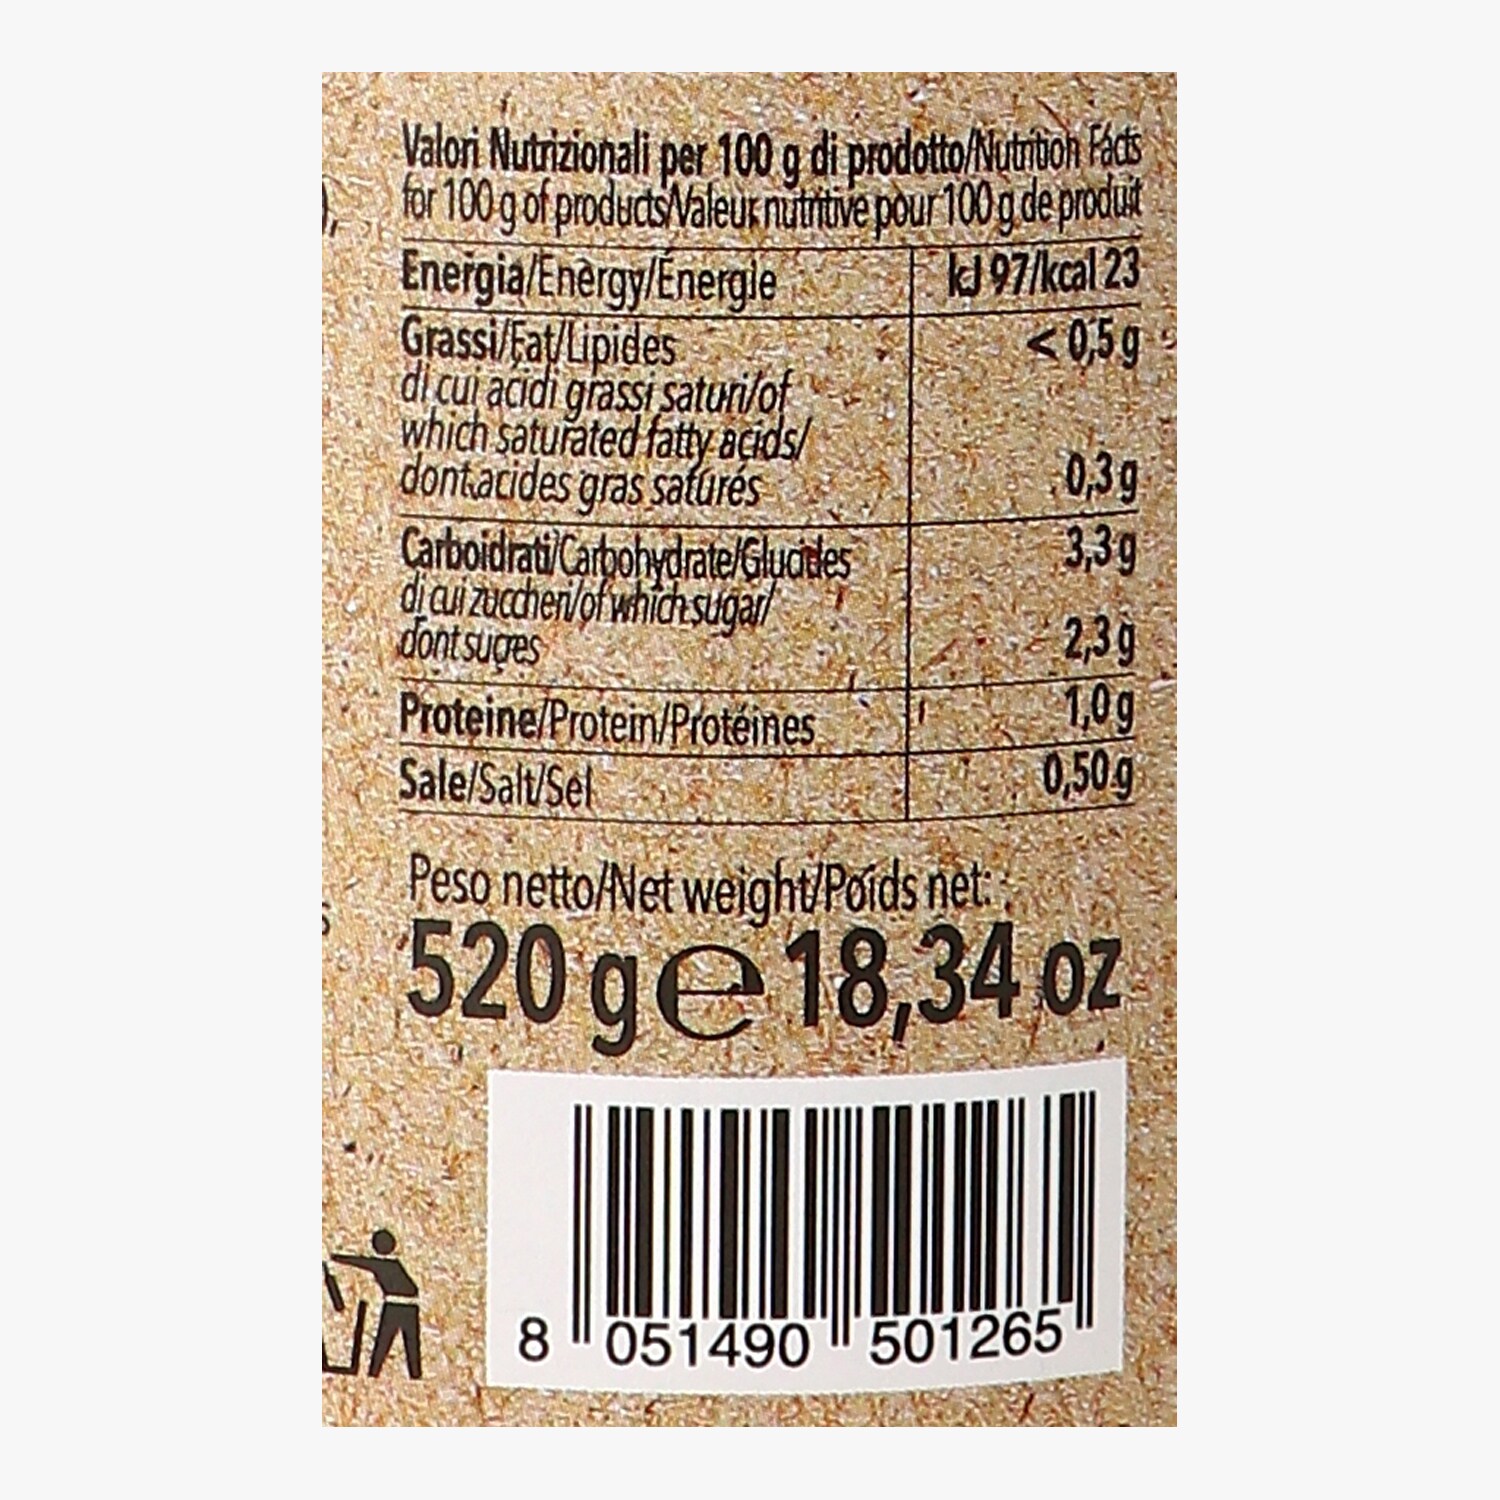 Valori Nutrizionali per 100 g di prodotto/Nutrition Facts
for 100 g of products/Valeur nutritive pour 100 g de produit
Energia/Energy/Énergie kJ 97/kcal 23
Grassi/Fat/Lipides < 0,5 g
di cui acidi grassi saturi/of
which saturated fatty acids/
dont acides gras saturés 0,3 g
Carboidrati/Carbohydrate/Glucides 3,3 g
di cui zuccheri/of which sugar/
dont sucres 2,3 g
Proteine/Protein/Protéines 1,0 g
Sale/Salt/Sel 0,50 g
Peso netto/Net weight/Poids net:
520 g e 18,34 oz
8 051490 501265